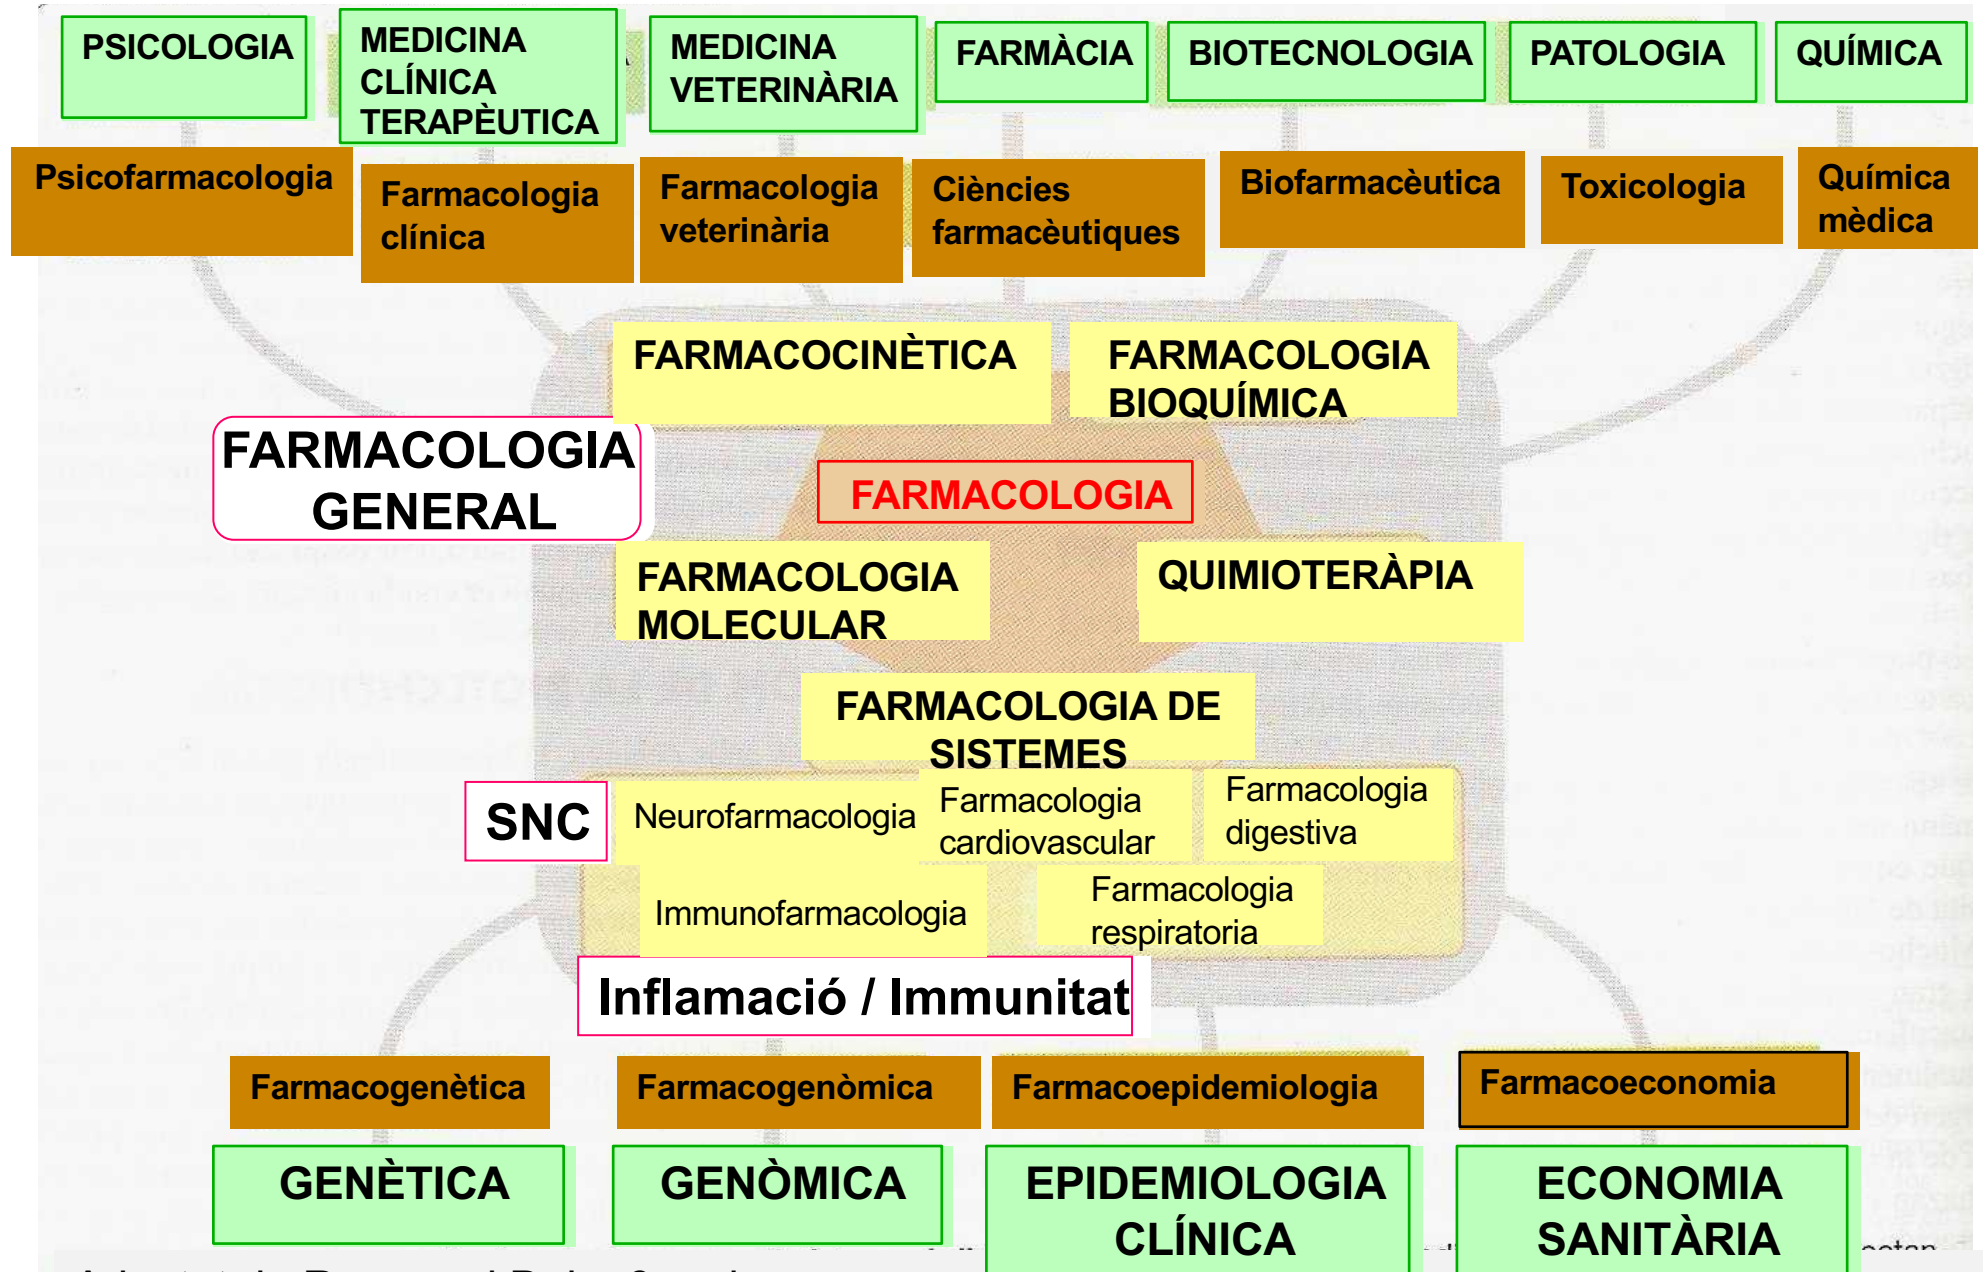 PSICOLOGIA
MEDICINA
CLÍNICA
TERAPÈUTICA
MEDICINA
VETERINÀRIA
FARMÀCIA
BIOTECNOLOGIA
PATOLOGIA
QUÍMICA
Psicofarmacologia
Farmacologia
clínica
Farmacologia
veterinària
Ciències
farmacèutiques
Biofarmacèutica
Toxicologia
Química
mèdica
FARMACOCINÈTICA
FARMACOLOGIA
BIOQUÍMICA
FARMACOLOGIA
GENERAL
FARMACOLOGIA
FARMACOLOGIA
MOLECULAR
QUIMIOTERÀPIA
FARMACOLOGIA DE
SISTEMES
SNC
Neurofarmacologia
Farmacologia
cardiovascular
Farmacologia
digestiva
Immunofarmacologia
Farmacologia
respiratoria
Inflamació / Immunitat
Farmacogenètica
Farmacogenòmica
Farmacoepidemiologia
Farmacoeconomia
GENÈTICA
GENÒMICA
EPIDEMIOLOGIA
CLÍNICA
ECONOMIA
SANITÀRIA